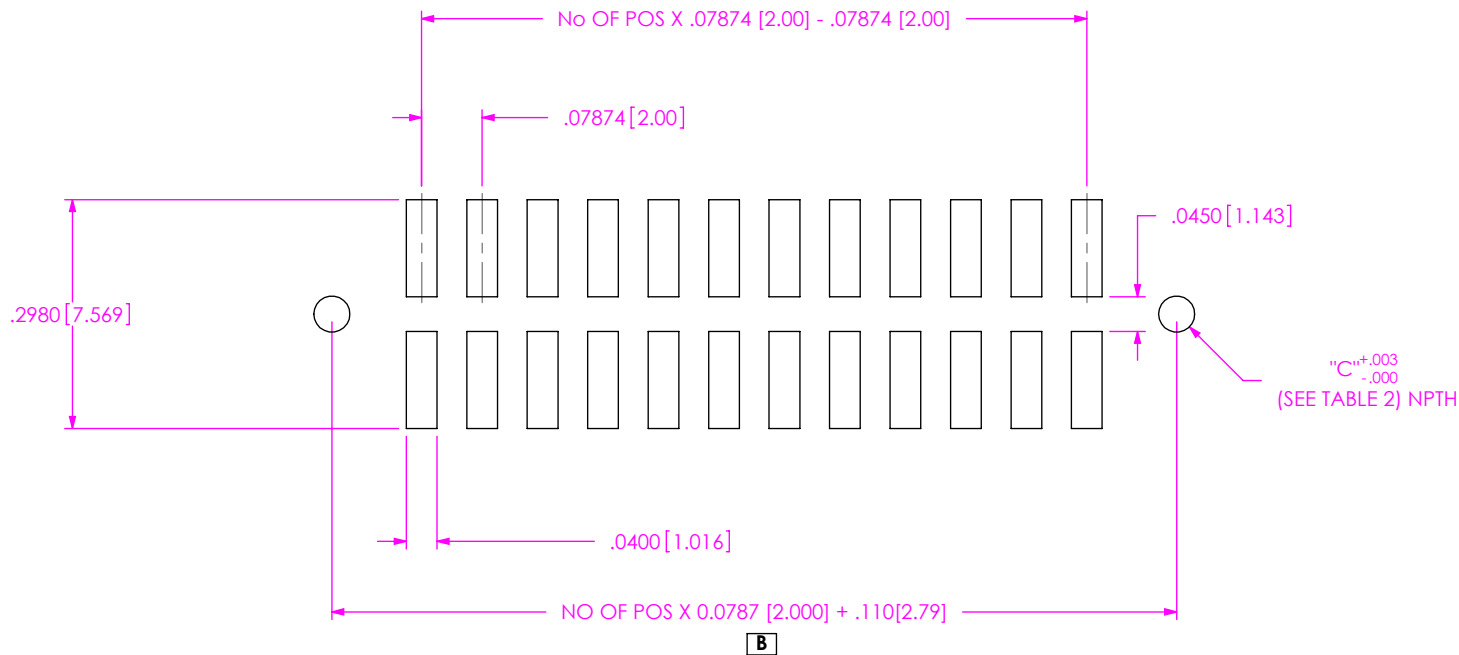 No OF POS X .07874 [2.00] - .07874 [2.00]
.07874 [2.00]
.0450 [1.143]
.2980 [7.569]
"C" +.003
-.000
(SEE TABLE 2) NPTH
.0400 [1.016]
NO OF POS X 0.0787 [2.000] + .110[2.79]
B